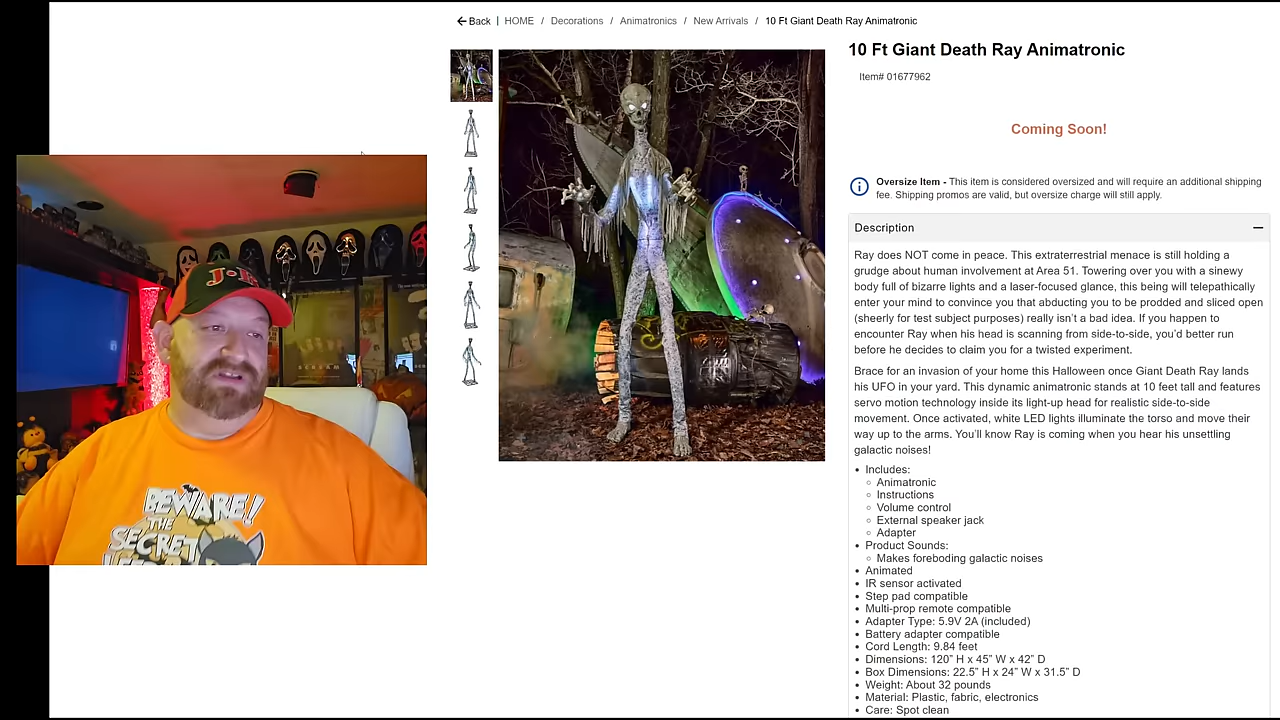 Back | HOME / Decorations / Animatronics / New Arrivals / 10 Ft Giant Death Ray Animatronic
10 Ft Giant Death Ray Animatronic
Item# 01677962
Coming Soon!
Oversize Item - This item is considered oversized and will require an additional shipping
fee. Shipping promos are valid, but oversize charge will still apply.
Description
Ray does NOT come in peace. This extraterrestrial menace is still holding a
grudge about human involvement at Area 51. Towering over you with a sinewy
body full of bizarre lights and a laser-focused glance, this being will telepathically
enter your mind to convince you that abducting you to be prodded and sliced open
(sheerly for test subject purposes) really isn't a bad idea. If you happen to
encounter Ray when his head is scanning from side-to-side, you'd better run
before he decides to claim you for a twisted experiment.
Brace for an invasion of your home this Halloween once Giant Death Ray lands
his UFO in your yard. This dynamic animatronic stands at 10 feet tall and features
servo motion technology inside its light-up head for realistic side-to-side
movement. Once activated, white LED lights illuminate the torso and move their
way up to the arms. You'll know Ray is coming when you hear his unsettling
galactic noises!
Includes:
Animatronic
Instructions
Volume control
External speaker jack
Adapter
Product Sounds:
Makes foreboding galactic noises
Animated
IR sensor activated
Step pad compatible
Multi-prop remote compatible
Adapter Type: 5.9V 2A (included)
Battery adapter compatible
Cord Length: 9.84 feet
Dimensions: 120" H x 45" W x 42" D
Box Dimensions: 22.5" H x 24" W x 31.5" D
Weight: About 32 pounds
Material: Plastic, fabric, electronics
Care: Spot clean
BEWARE!!
THE
SECRET